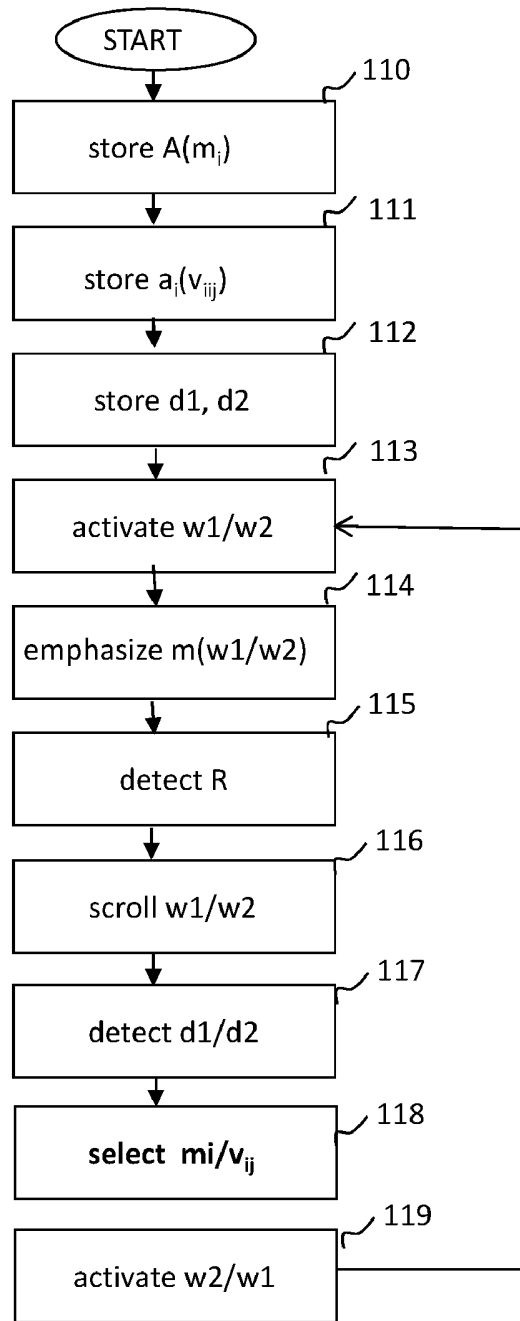 START
110
store A(mᵢ)
111
store aᵢ(vᵢᵢⱼ)
112
store d1, d2
113
activate w1/w2
114
emphasize m(w1/w2)
115
detect R
116
scroll w1/w2
117
detect d1/d2
118
select mi/vᵢⱼ
119
activate w2/w1